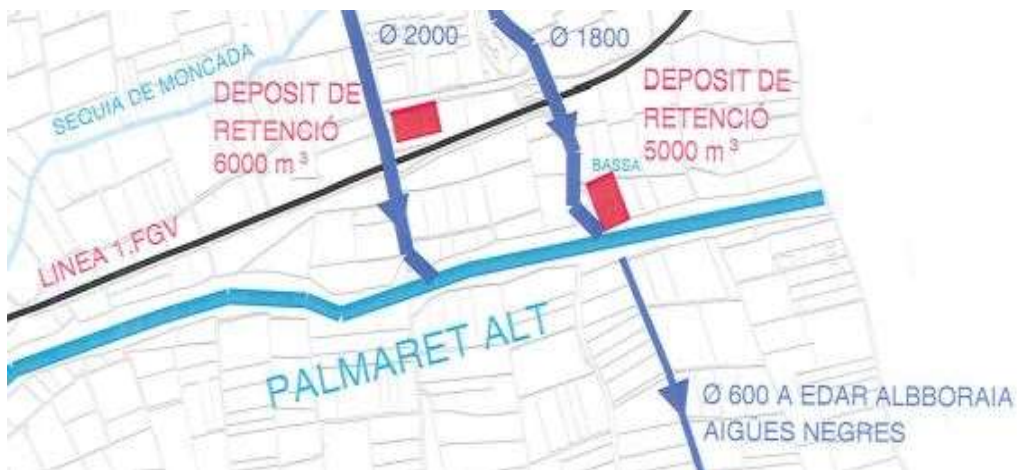 Ø 2000
Ø 1800
SEQUIA DE MONCADA
DEPOSIT DE
RETENCIÓ
6000 m³
DEPOSIT DE
RETENCIÓ
5000 m³
BASSA
LINEA 1.FGV
PALMARET ALT
Ø 600 A EDAR ALBBORAIA
AIGÜES NEGRES